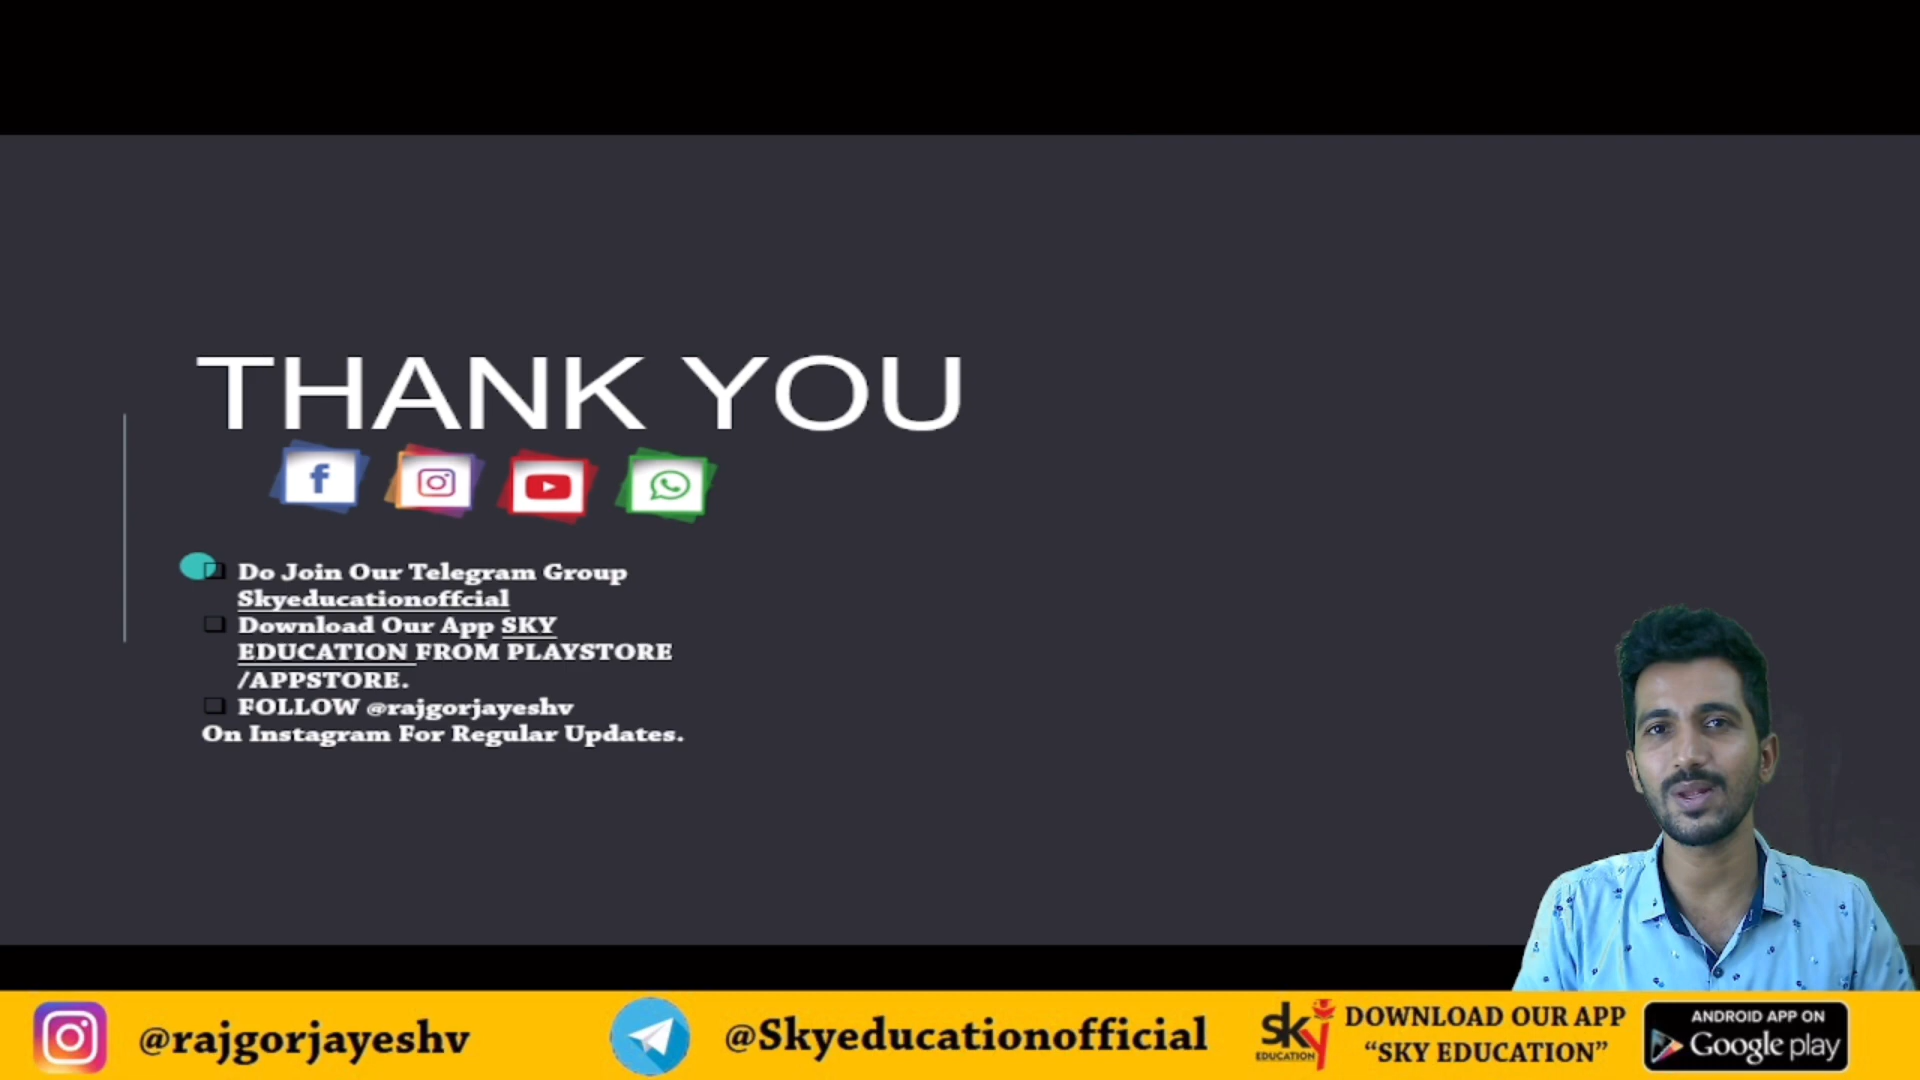 THANK YOU
Do Join Our Telegram Group
Skyeducationoffcial
Download Our App SKY
EDUCATION FROM PLAYSTORE
/APPSTORE.
FOLLOW @rajgorjayeshv
On Instagram For Regular Updates.
@rajgorjayeshv
@Skyeducationofficial
sky
EDUCATION
DOWNLOAD OUR APP
“SKY EDUCATION”
ANDROID APP ON
Google play